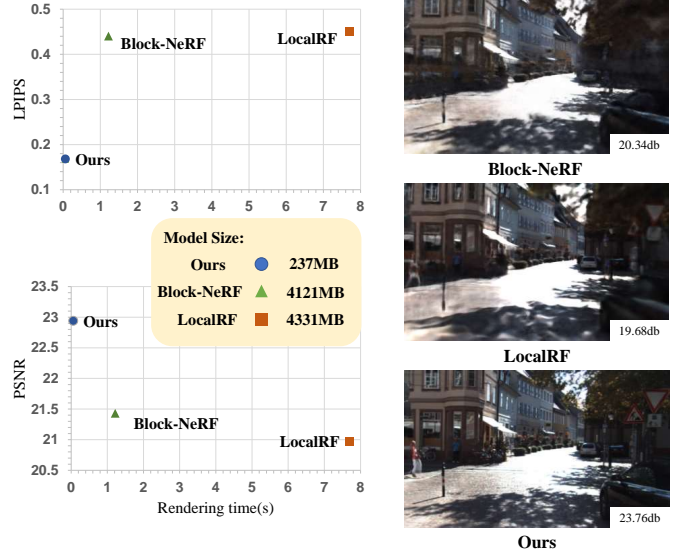 0.5
0.4
0.3
0.2
0.1
LPIPS
Block-NeRF
LocalRF
Ours
0 1 2 3 4 5 6 7 8
Model Size:
Ours 237MB
Block-NeRF 4121MB
LocalRF 4331MB
23.5
23
22.5
22
21.5
21
20.5
PSNR
Ours
Block-NeRF
LocalRF
0 1 2 3 4 5 6 7 8
Rendering time(s)
20.34db
Block-NeRF
19.68db
LocalRF
23.76db
Ours